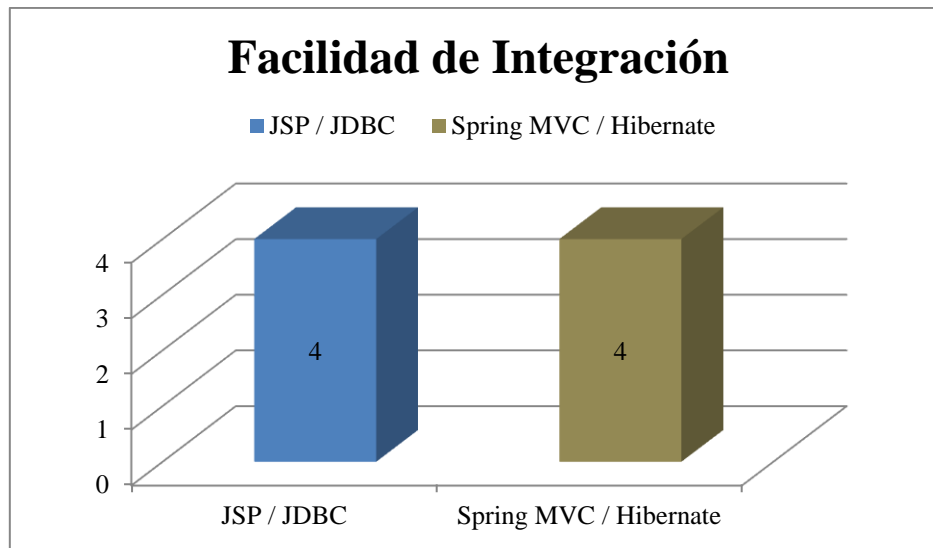 Facilidad de Integración
JSP / JDBC Spring MVC / Hibernate
4
3
2
1
0
4 4
JSP / JDBC Spring MVC / Hibernate